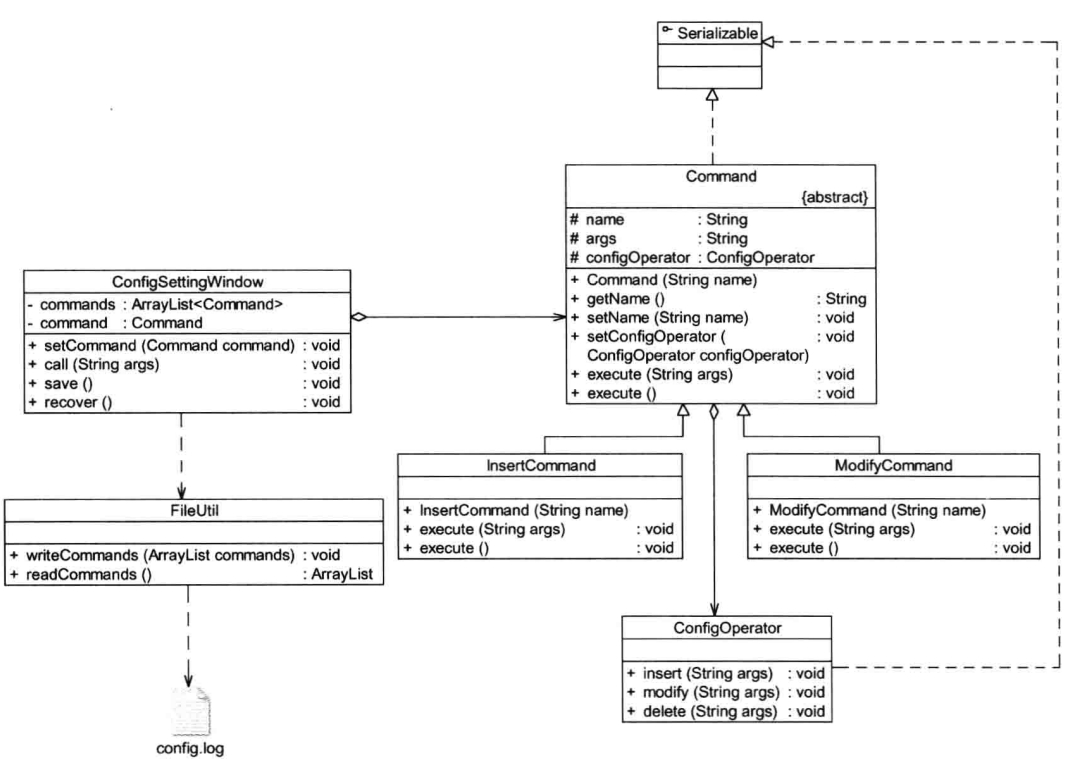 Serializable
Command
{abstract}
# name : String
# args : String
# configOperator : ConfigOperator
+ Command (String name)
+ getName () : String
+ setName (String name) : void
+ setConfigOperator ( : void
ConfigOperator configOperator)
+ execute (String args) : void
+ execute () : void
ConfigSettingWindow
- commands : ArrayList<Command>
- command : Command
+ setCommand (Command command) : void
+ call (String args) : void
+ save () : void
+ recover () : void
InsertCommand
+ InsertCommand (String name)
+ execute (String args) : void
+ execute () : void
ModifyCommand
+ ModifyCommand (String name)
+ execute (String args) : void
+ execute () : void
FileUtil
+ writeCommands (ArrayList commands) : void
+ readCommands () : ArrayList
ConfigOperator
+ insert (String args) : void
+ modify (String args) : void
+ delete (String args) : void
config.log